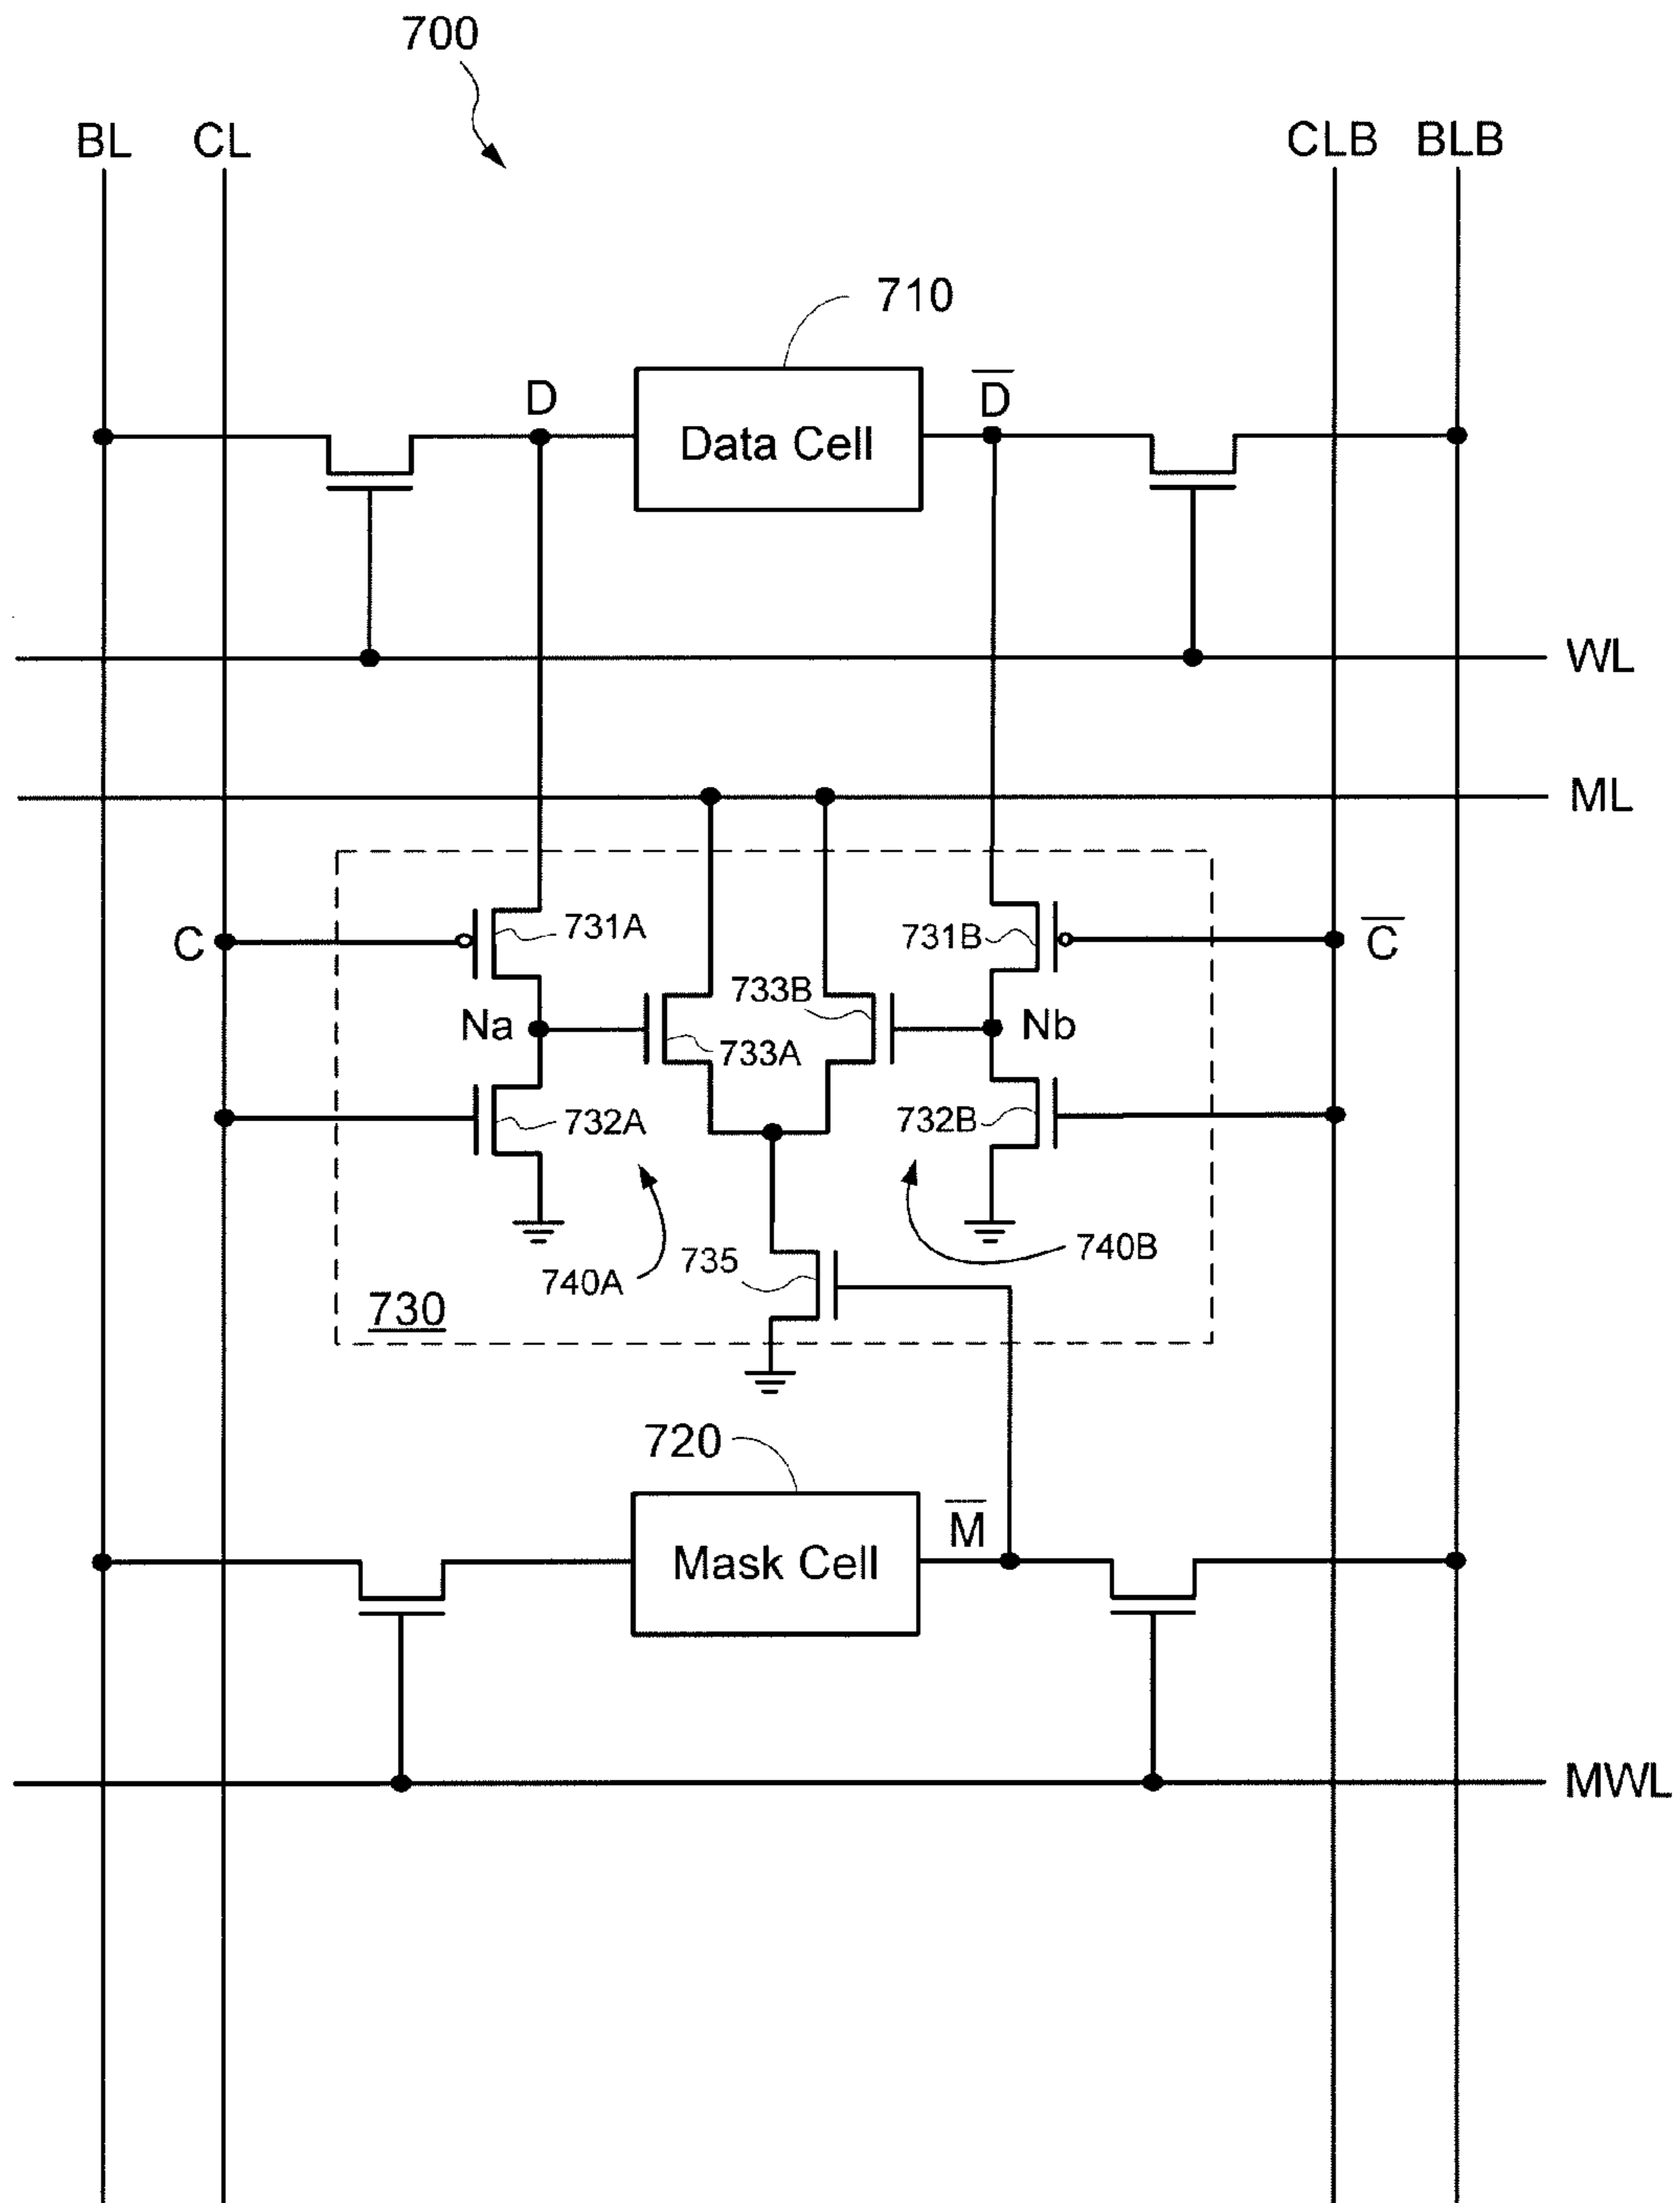 700
BL CL CLB BLB
710
D D̅
Data Cell
WL
ML
C 731A 731B C̅
733B
Na 733A Nb
732A 732B
735 740B
740A
730
720
M̅
Mask Cell
MWL